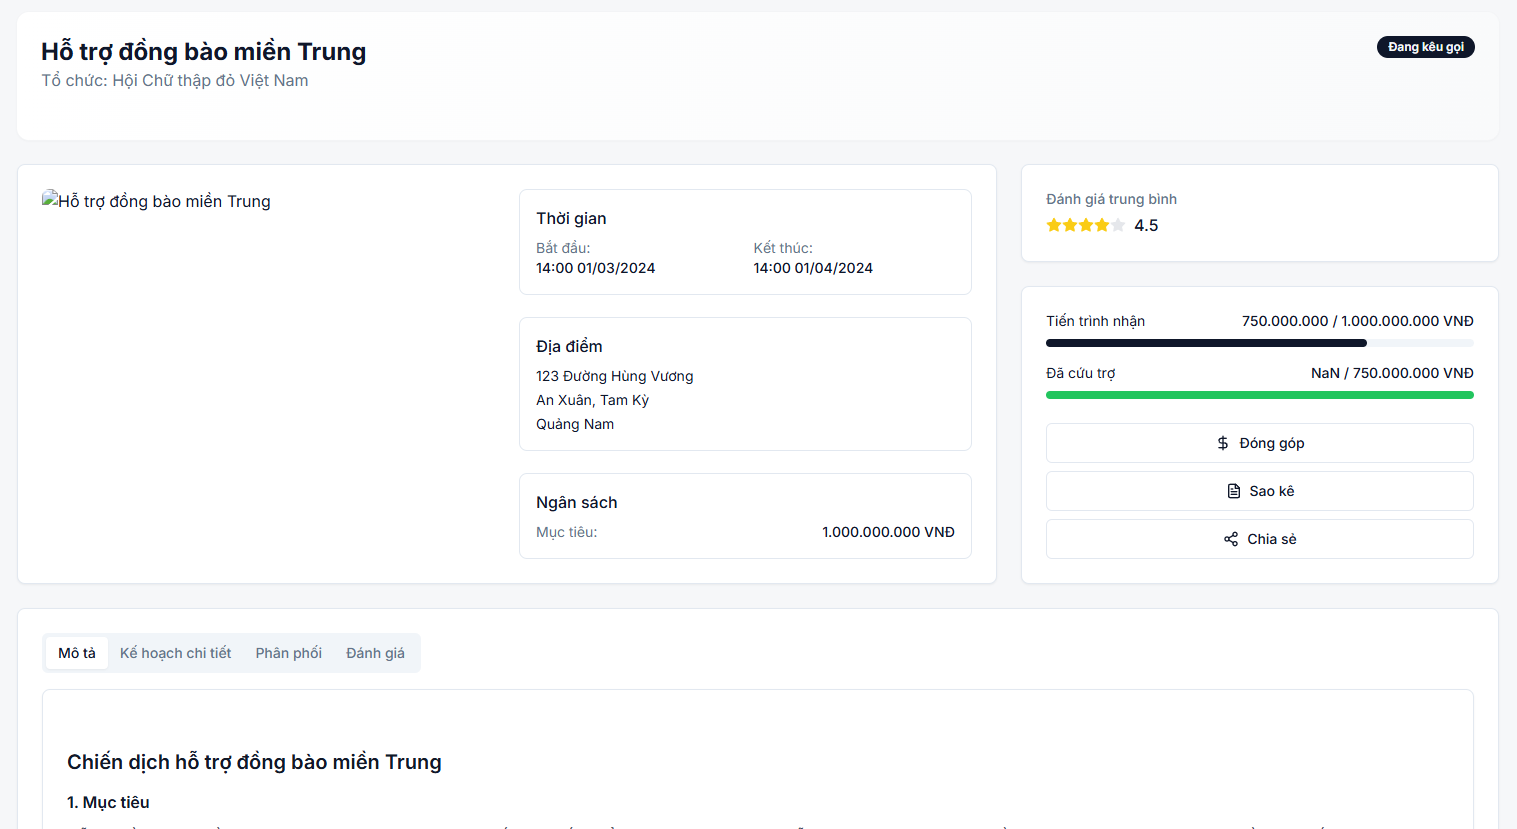 Hỗ trợ đồng bào miền Trung
Tổ chức: Hội Chữ thập đỏ Việt Nam
Đang kêu gọi
Hỗ trợ đồng bào miền Trung
Thời gian
Bắt đầu:
14:00 01/03/2024
Kết thúc:
14:00 01/04/2024
Địa điểm
123 Đường Hùng Vương
An Xuân, Tam Kỳ
Quảng Nam
Ngân sách
Mục tiêu: 1.000.000.000 VNĐ
Đánh giá trung bình
4.5
Tiến trình nhận 750.000.000 / 1.000.000.000 VNĐ
Đã cứu trợ NaN / 750.000.000 VNĐ
Đóng góp
Sao kê
Chia sẻ
Mô tả Kế hoạch chi tiết Phân phối Đánh giá
Chiến dịch hỗ trợ đồng bào miền Trung
1. Mục tiêu